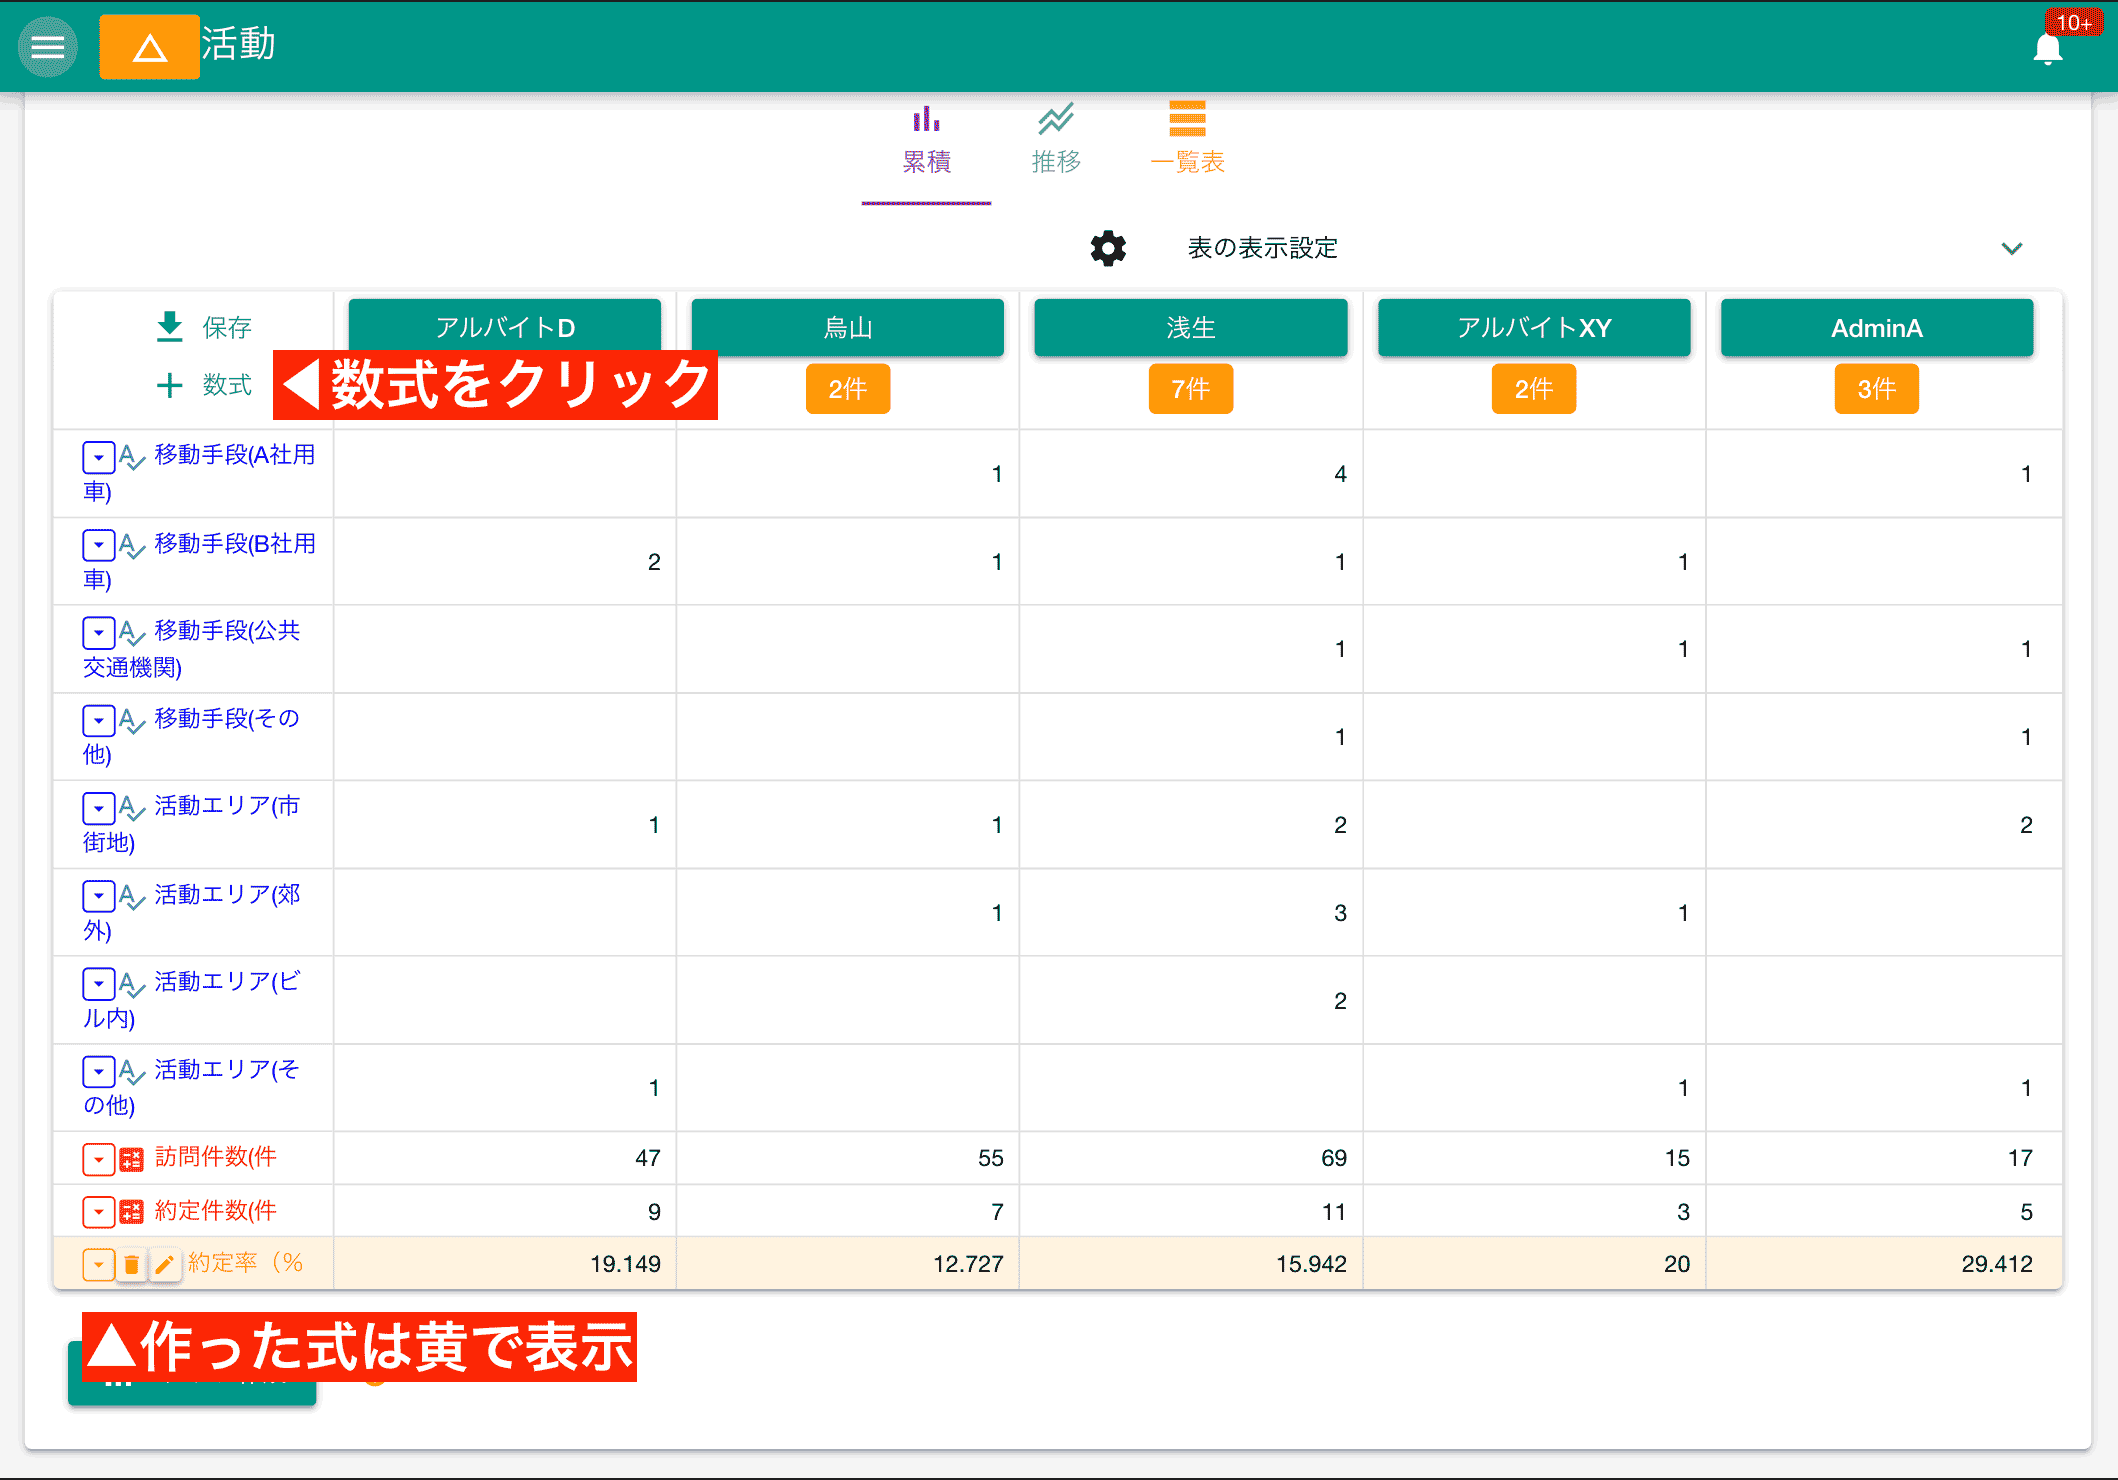 活動
10+
累積 推移 一覧表
表の表示設定
保存 アルバイトD 烏山 浅生 アルバイトXY AdminA
数式 ◀数式をクリック 2件 7件 2件 3件
移動手段(A社用 1 4 1
車)
移動手段(B社用 2 1 1 1
車)
移動手段(公共 1 1 1
交通機関)
移動手段(その 1 1
他)
活動エリア(市 1 1 2 2
街地)
活動エリア(郊 1 3 1
外)
活動エリア(ビ 2
ル内)
活動エリア(そ 1 1 1
の他)
訪問件数(件 47 55 69 15 17
約定件数(件 9 7 11 3 5
約定率（% 19.149 12.727 15.942 20 29.412
▲作った式は黄で表示